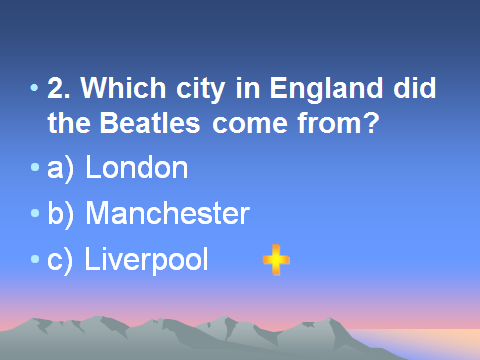 • 2. Which city in England did
the Beatles come from?
• a) London
• b) Manchester
• c) Liverpool